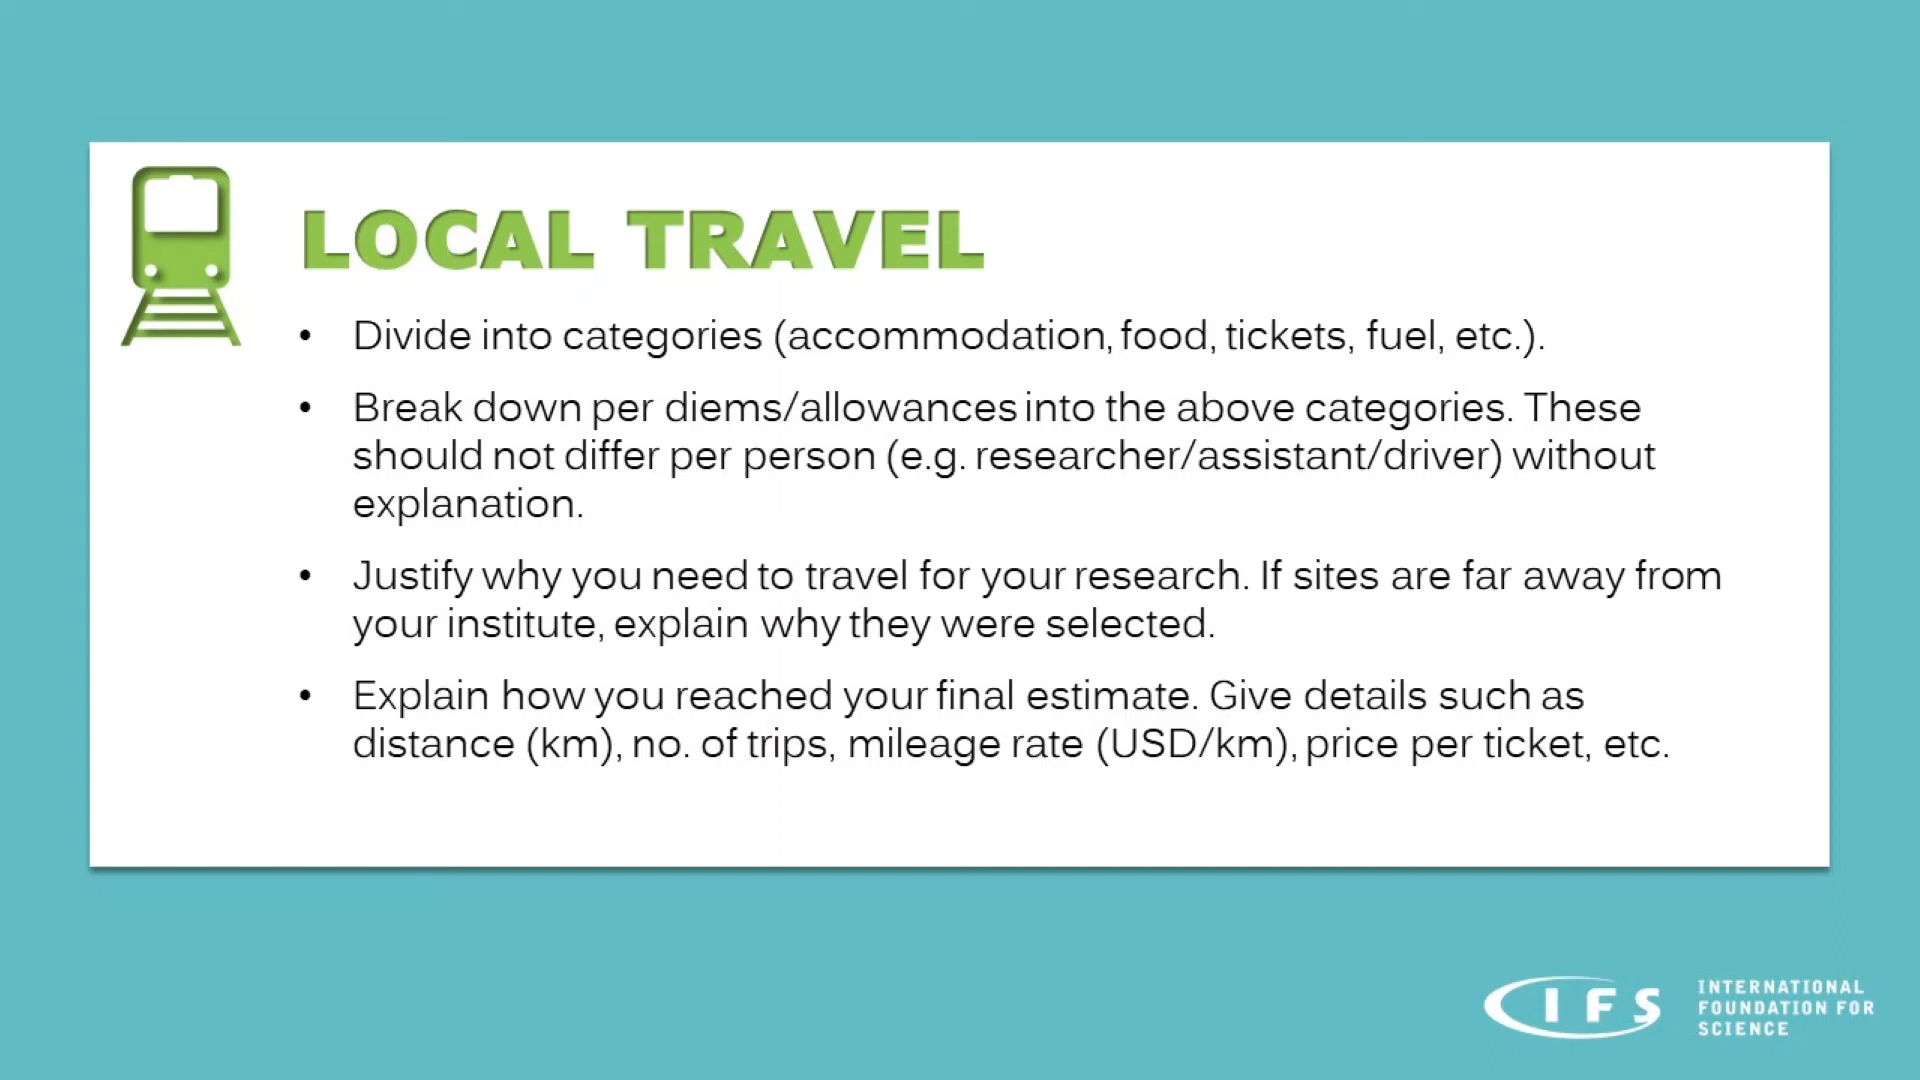 LOCAL TRAVEL
• Divide into categories (accommodation, food, tickets, fuel, etc.).
• Break down per diems/allowances into the above categories. These
should not differ per person (e.g. researcher/assistant/driver) without
explanation.
• Justify why you need to travel for your research. If sites are far away from
your institute, explain why they were selected.
• Explain how you reached your final estimate. Give details such as
distance (km), no. of trips, mileage rate (USD/km), price per ticket, etc.
IFS
INTERNATIONAL
FOUNDATION FOR
SCIENCE